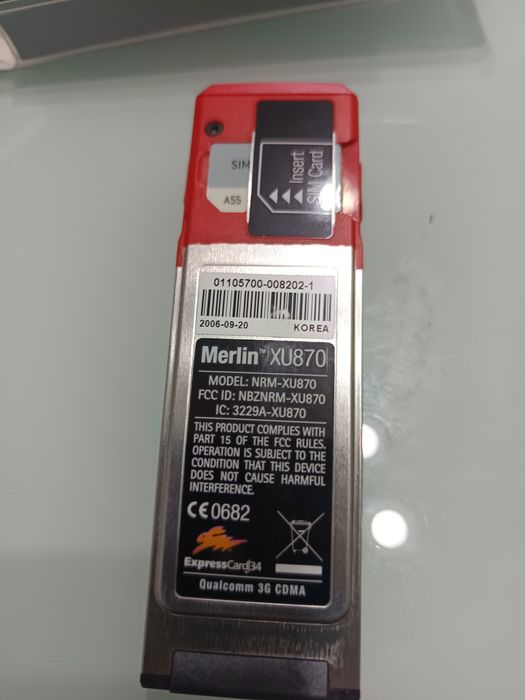 SIM
A55
Insert
SIM Card
01105700-008202-1
2006-09-20 KOREA
Merlin™ XU870
MODEL: NRM-XU870
FCC ID: NBZNRM-XU870
IC: 3229A-XU870
THIS PRODUCT COMPLIES WITH
PART 15 OF THE FCC RULES.
OPERATION IS SUBJECT TO THE
CONDITION THAT THIS DEVICE
DOES NOT CAUSE HARMFUL
INTERFERENCE.
CE0682
ExpressCard|34
Qualcomm 3G CDMA